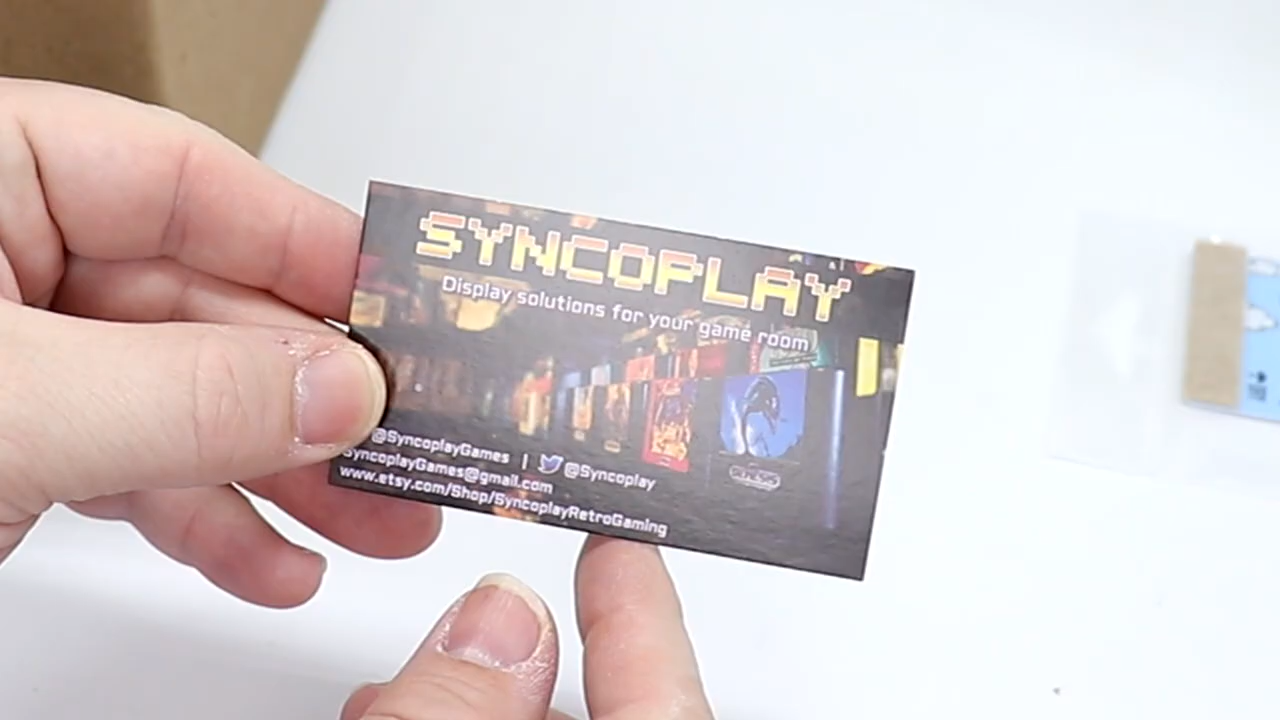 SYNCOPLAY
Display solutions for your game room
@SyncoplayGames | @Syncoplay
SyncoplayGames@gmail.com
www.etsy.com/Shop/SyncoplayRetroGaming